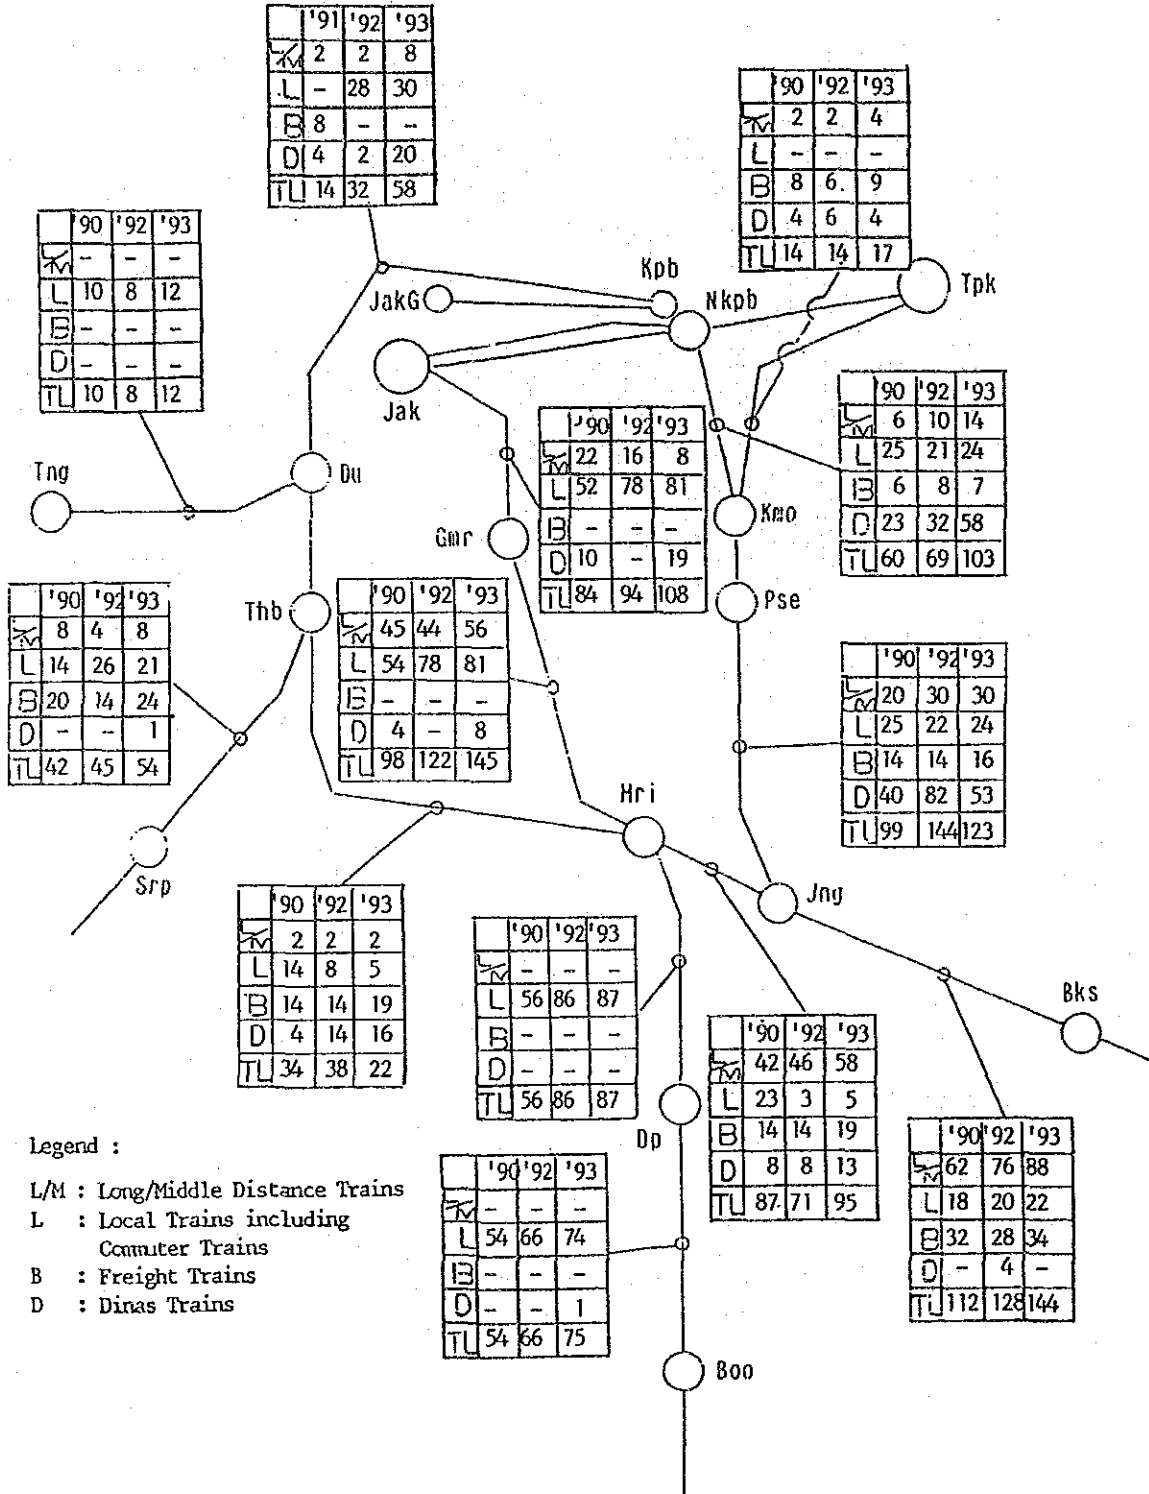 '91 '92 '93
L/M 2 2 8
L - 28 30
B 8 - -
D 4 2 20
TL 14 32 58
'90 '92 '93
L/M 2 2 4
L - - -
B 8 6 9
D 4 6 4
TL 14 14 17
'90 '92 '93
L/M - - -
L 10 8 12
B - - -
D - - -
TL 10 8 12
Kpb
JakG
Nkpb
Tpk
Jak
'90 '92 '93
L/M 6 10 14
L 25 21 24
B 6 8 7
D 23 32 58
TL 60 69 103
'90 '92 '93
L/M 22 16 8
L 52 78 81
B - - -
D 10 - 19
TL 84 94 108
Tng
Du
Gmr
Kmo
'90 '92 '93
L/M 8 4 8
L 14 26 21
B 20 14 24
D - - 1
TL 42 45 54
Thb
'90 '92 '93
L/M 45 44 56
L 54 78 81
B - - -
D 4 - 8
TL 98 122 145
Pse
'90 '92 '93
L/M 20 30 30
L 25 22 24
B 14 14 16
D 40 82 53
TL 99 144 123
Mri
Srp
Jng
'90 '92 '93
L/M 2 2 2
L 14 8 5
B 14 14 19
D 4 14 16
TL 34 38 22
'90 '92 '93
L/M - - -
L 56 86 87
B - - -
D - - -
TL 56 86 87
Bks
'90 '92 '93
L/M 42 46 58
L 23 3 5
B 14 14 19
D 8 8 13
TL 87 71 95
Dp
'90 '92 '93
L/M 62 76 88
L 18 20 22
B 32 28 34
D - 4 -
TL 112 128 144
Legend :
L/M : Long/Middle Distance Trains
L : Local Trains including
Commuter Trains
B : Freight Trains
D : Dinas Trains
'90 '92 '93
L/M - - -
L 54 66 74
B - - -
D - - 1
TL 54 66 75
Boo